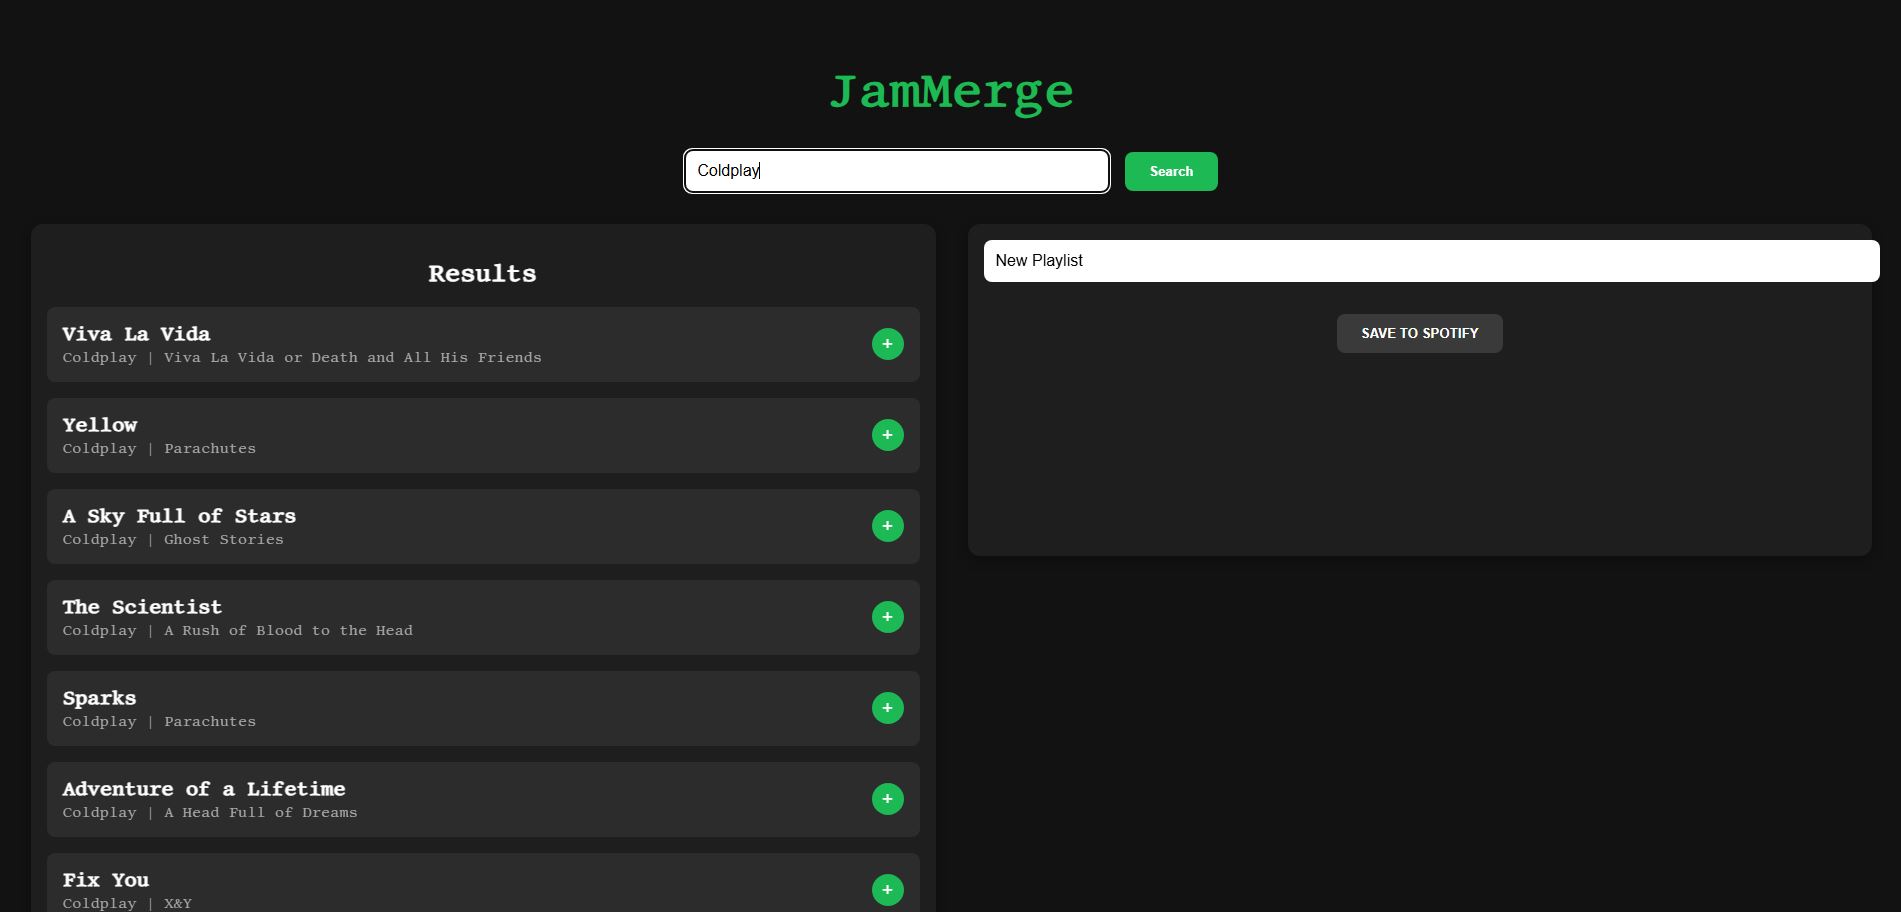 JamMerge
Coldplay
Search
Results
Viva La Vida
Coldplay | Viva La Vida or Death and All His Friends
+
Yellow
Coldplay | Parachutes
+
A Sky Full of Stars
Coldplay | Ghost Stories
+
The Scientist
Coldplay | A Rush of Blood to the Head
+
Sparks
Coldplay | Parachutes
+
Adventure of a Lifetime
Coldplay | A Head Full of Dreams
+
Fix You
Coldplay | X&Y
+
New Playlist
SAVE TO SPOTIFY